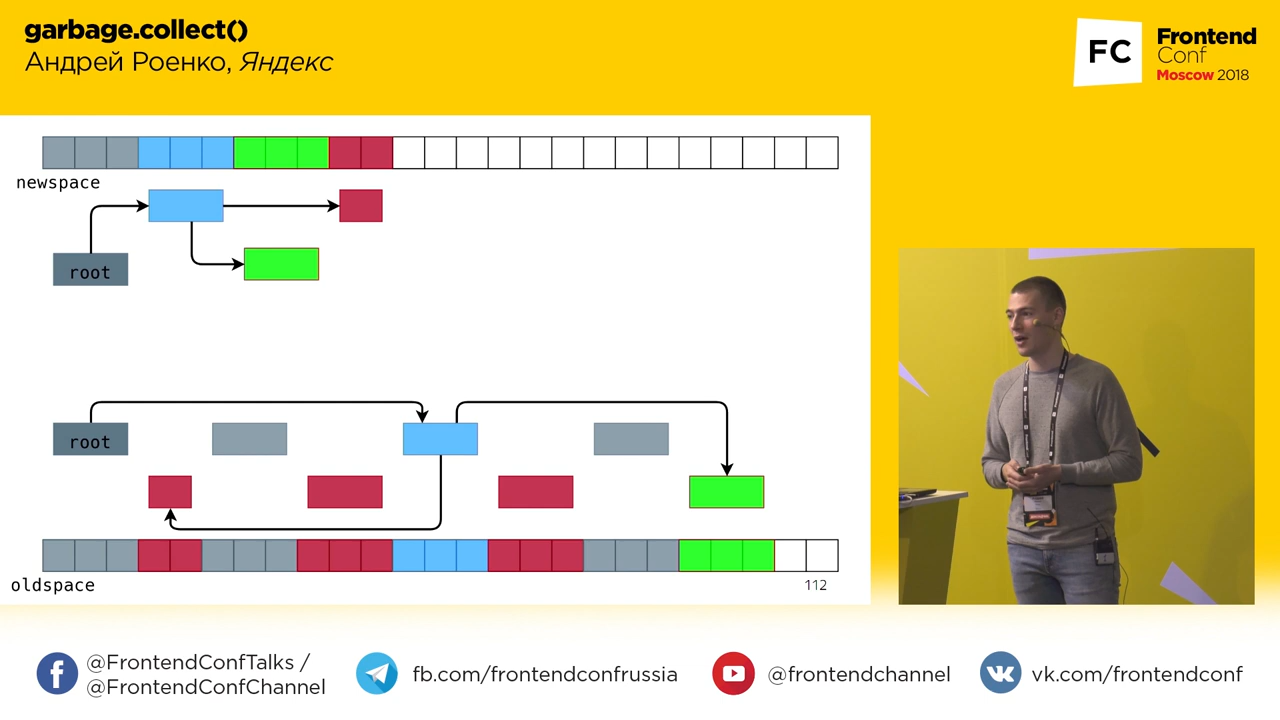 garbage.collect()
Андрей Роенко, Яндекс
FC
Frontend
Conf
Moscow 2018
newspace
root
root
oldspace
112
@FrontendConfTalks /
@FrontendConfChannel
fb.com/frontendconfrussia
@frontendchannel
vk.com/frontendconf